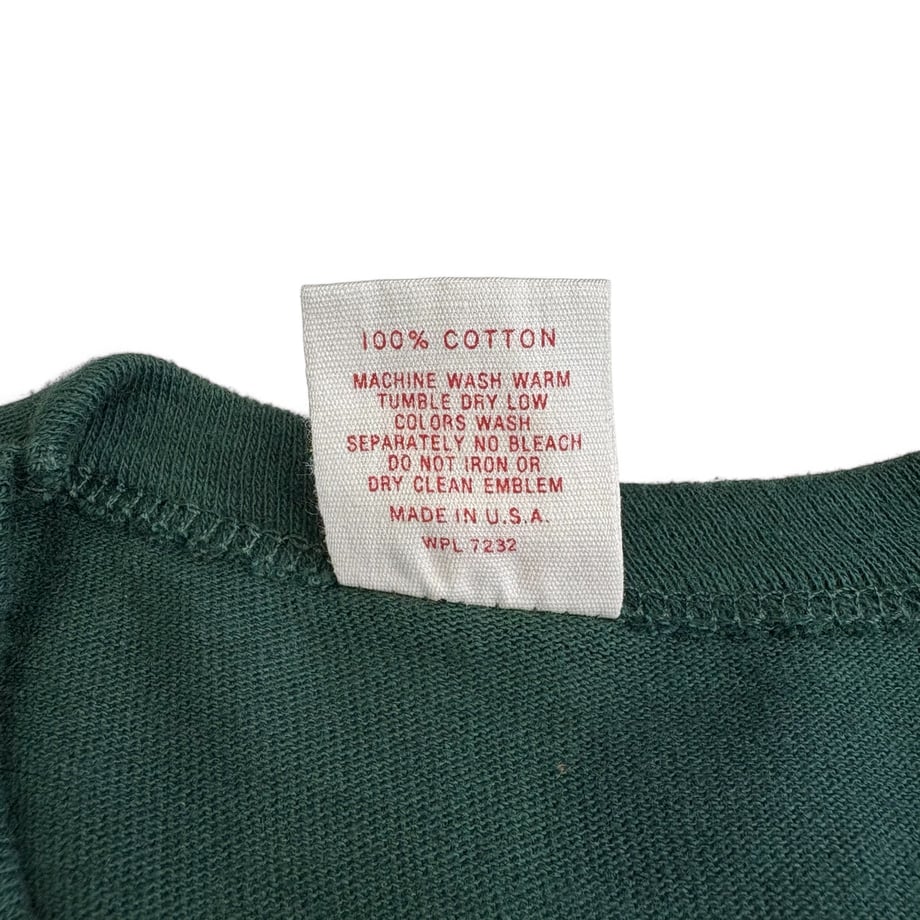 100% COTTON
MACHINE WASH WARM
TUMBLE DRY LOW
COLORS WASH
SEPARATELY NO BLEACH
DO NOT IRON OR
DRY CLEAN EMBLEM
MADE IN U.S.A.
WPL 7232